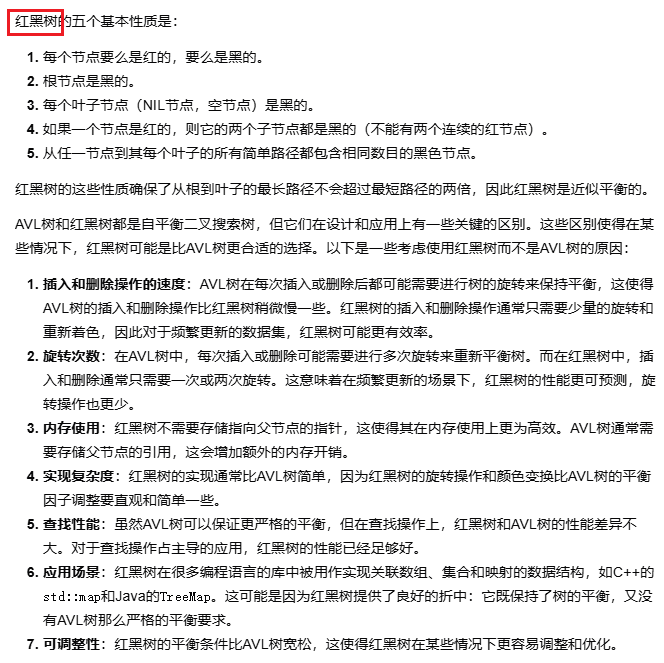 红黑树的五个基本性质是：
1. 每个节点要么是红的，要么是黑的。
2. 根节点是黑的。
3. 每个叶子节点（NIL节点，空节点）是黑的。
4. 如果一个节点是红的，则它的两个子节点都是黑的（不能有两个连续的红节点）。
5. 从任一节点到其每个叶子的所有简单路径都包含相同数目的黑色节点。
红黑树的这些性质确保了从根到叶子的最长路径不会超过最短路径的两倍，因此红黑树是近似平衡的。
AVL树和红黑树都是自平衡二叉搜索树，但它们在设计和应用上有一些关键的区别。这些区别使得在某
些情况下，红黑树可能是比AVL树更合适的选择。以下是一些考虑使用红黑树而不是AVL树的原因：
1. 插入和删除操作的速度：AVL树在每次插入或删除后都可能需要进行树的旋转来保持平衡，这使得
AVL树的插入和删除操作比红黑树稍微慢一些。红黑树的插入和删除操作通常只需要少量的旋转和
重新着色，因此对于频繁更新的数据集，红黑树可能更有效率。
2. 旋转次数：在AVL树中，每次插入或删除可能需要进行多次旋转来重新平衡树。而在红黑树中，插
入和删除通常只需要一次或两次旋转。这意味着在频繁更新的场景下，红黑树的性能更可预测，旋
转操作也更少。
3. 内存使用：红黑树不需要存储指向父节点的指针，这使得其在内存使用上更为高效。AVL树通常需
要存储父节点的引用，这会增加额外的内存开销。
4. 实现复杂度：红黑树的实现通常比AVL树简单，因为红黑树的旋转操作和颜色变换比AVL树的平衡
因子调整要直观和简单一些。
5. 查找性能：虽然AVL树可以保证更严格的平衡，但在查找操作上，红黑树和AVL树的性能差异不
大。对于查找操作占主导的应用，红黑树的性能已经足够好。
6. 应用场景：红黑树在很多编程语言的库中被用作实现关联数组、集合和映射的数据结构，如C++的
std::map和Java的TreeMap。这可能是因为红黑树提供了良好的折中：它既保持了树的平衡，又没
有AVL树那么严格的平衡要求。
7. 可调整性：红黑树的平衡条件比AVL树宽松，这使得红黑树在某些情况下更容易调整和优化。